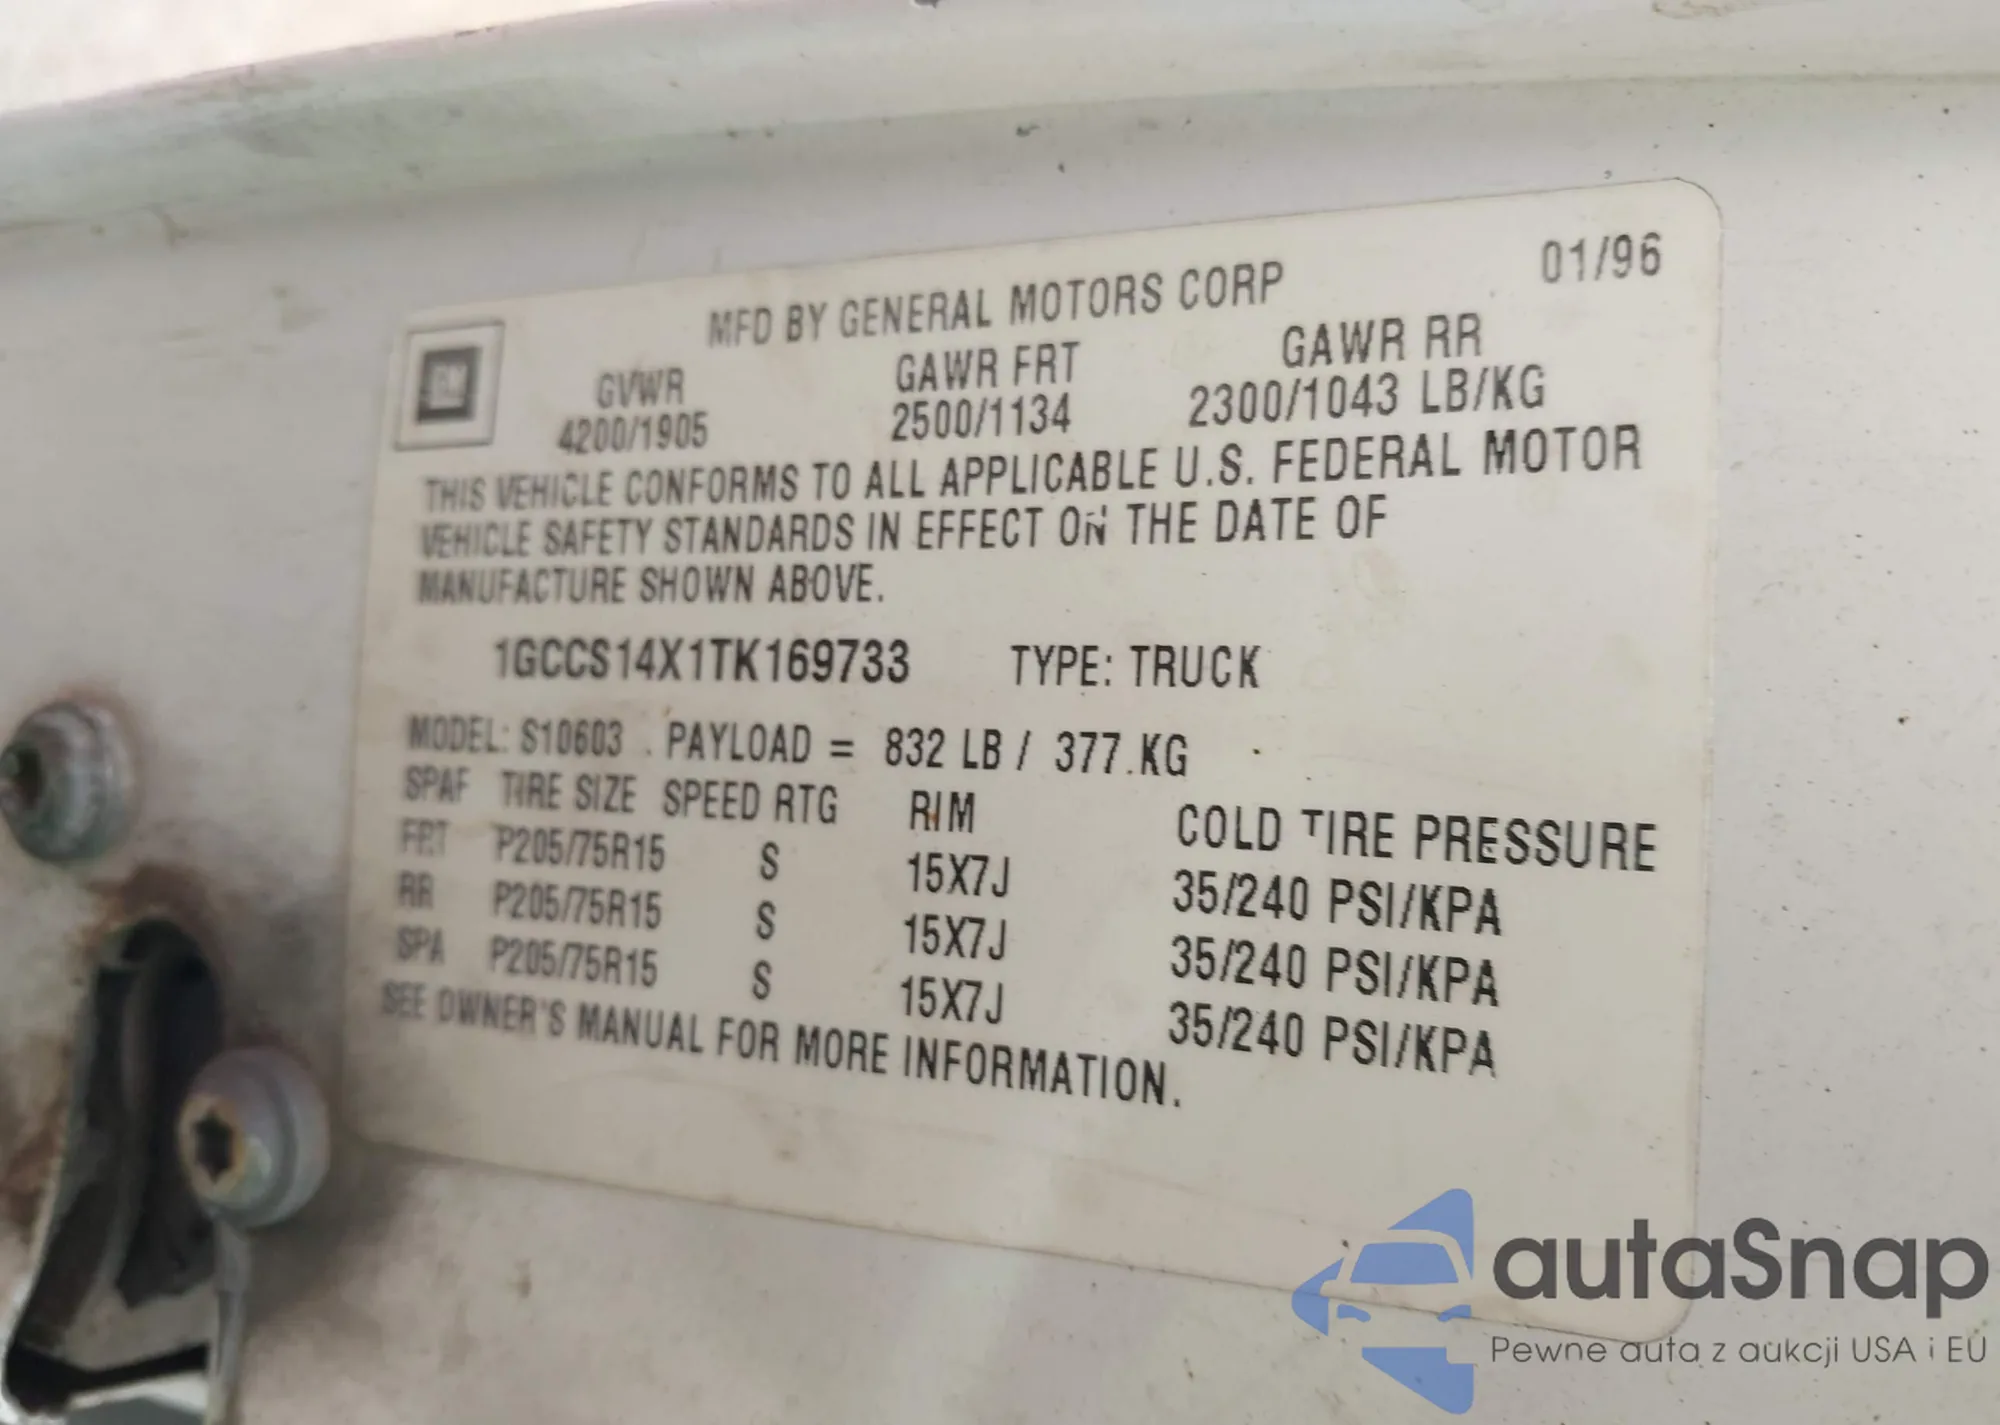 01/96
MFD BY GENERAL MOTORS CORP
GM
GVWR GAWR FRT GAWR RR
4200/1905 2500/1134 2300/1043 LB/KG
THIS VEHICLE CONFORMS TO ALL APPLICABLE U.S. FEDERAL MOTOR
VEHICLE SAFETY STANDARDS IN EFFECT ON THE DATE OF
MANUFACTURE SHOWN ABOVE.
1GCCS14X1TK169733 TYPE: TRUCK
MODEL: S10603 . PAYLOAD = 832 LB / 377.KG
SPAF TIRE SIZE SPEED RTG RIM COLD TIRE PRESSURE
FRT P205/75R15 S 15X7J 35/240 PSI/KPA
RR P205/75R15 S 15X7J 35/240 PSI/KPA
SPA P205/75R15 S 15X7J 35/240 PSI/KPA
SEE OWNER'S MANUAL FOR MORE INFORMATION.
autaSnap
Pewne auta z aukcji USA i EU